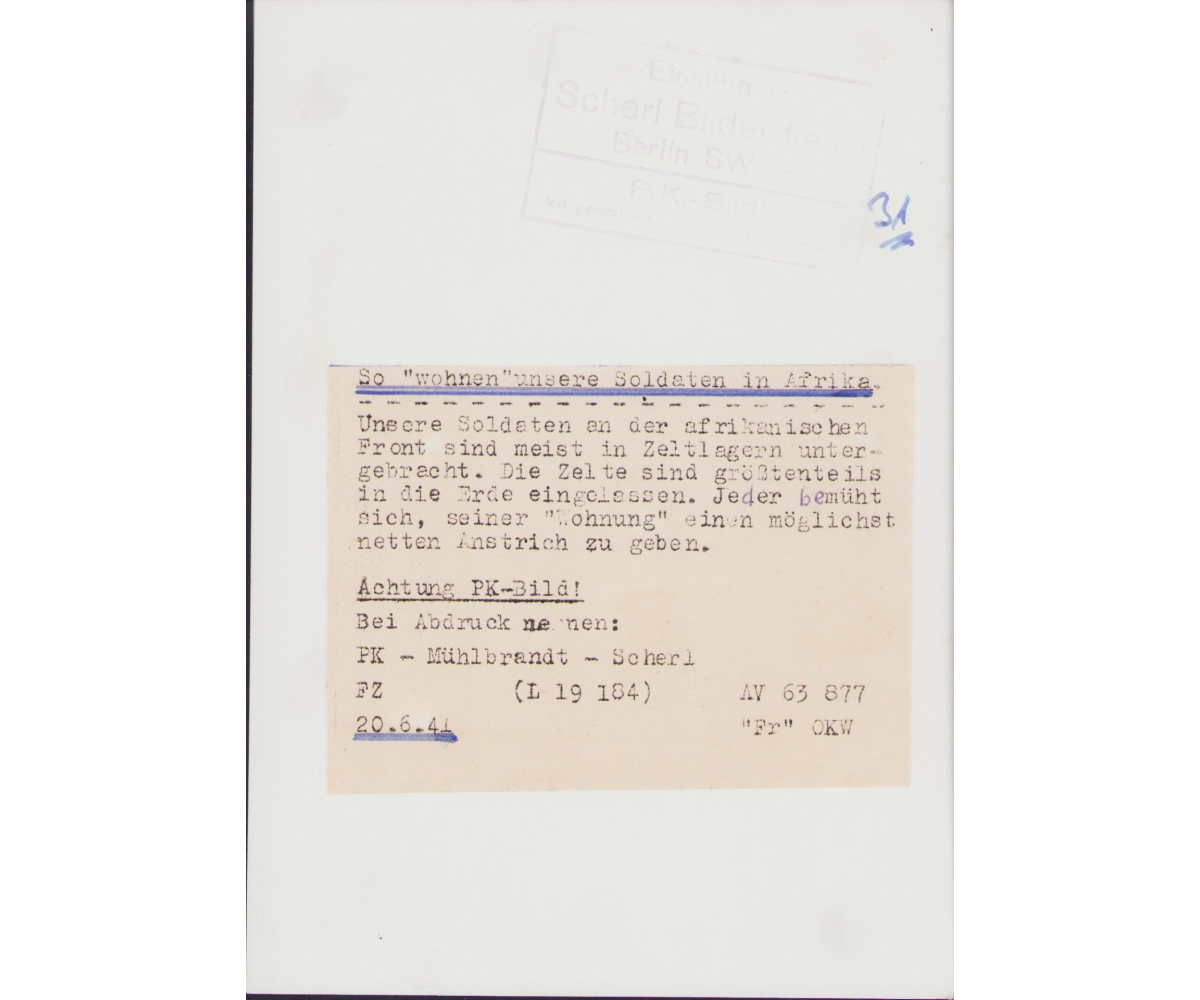 Scherl Bilderdienst
Berlin SW
P.K.-Bild!
31
So "wohnen"unsere Soldaten in Afrika.
Unsere Soldaten an der afrikanischen
Front sind meist in Zeltlagern unter-
gebracht. Die Zelte sind größtenteils
in die Erde eingelassen. Jeder bemüht
sich, seiner "Wohnung" einen möglichst
netten Anstrich zu geben.
Achtung PK-Bild!
Bei Abdruck nennen:
PK - Mühlbrandt - Scherl
FZ (L 19 184) AV 63 877
20.6.41 "Fr" OKW